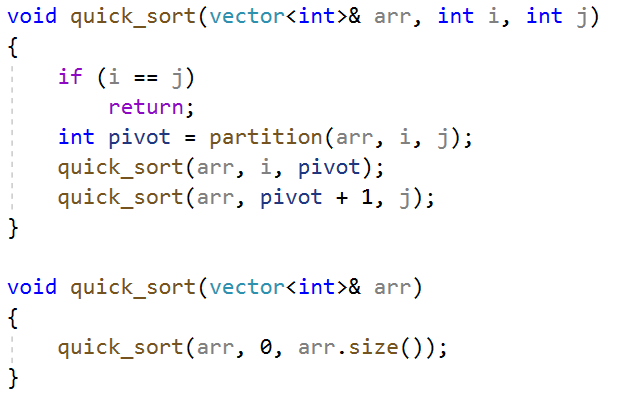 void quick_sort(vector<int>& arr, int i, int j)
{
    if (i == j)
        return;
    int pivot = partition(arr, i, j);
    quick_sort(arr, i, pivot);
    quick_sort(arr, pivot + 1, j);
}

void quick_sort(vector<int>& arr)
{
    quick_sort(arr, 0, arr.size());
}